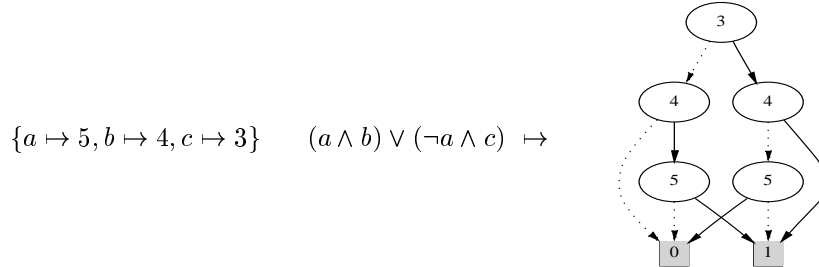 3
4 4
{a ↦ 5, b ↦ 4, c ↦ 3} (a ∧ b) ∨ (¬a ∧ c) ↦
5 5
0 1